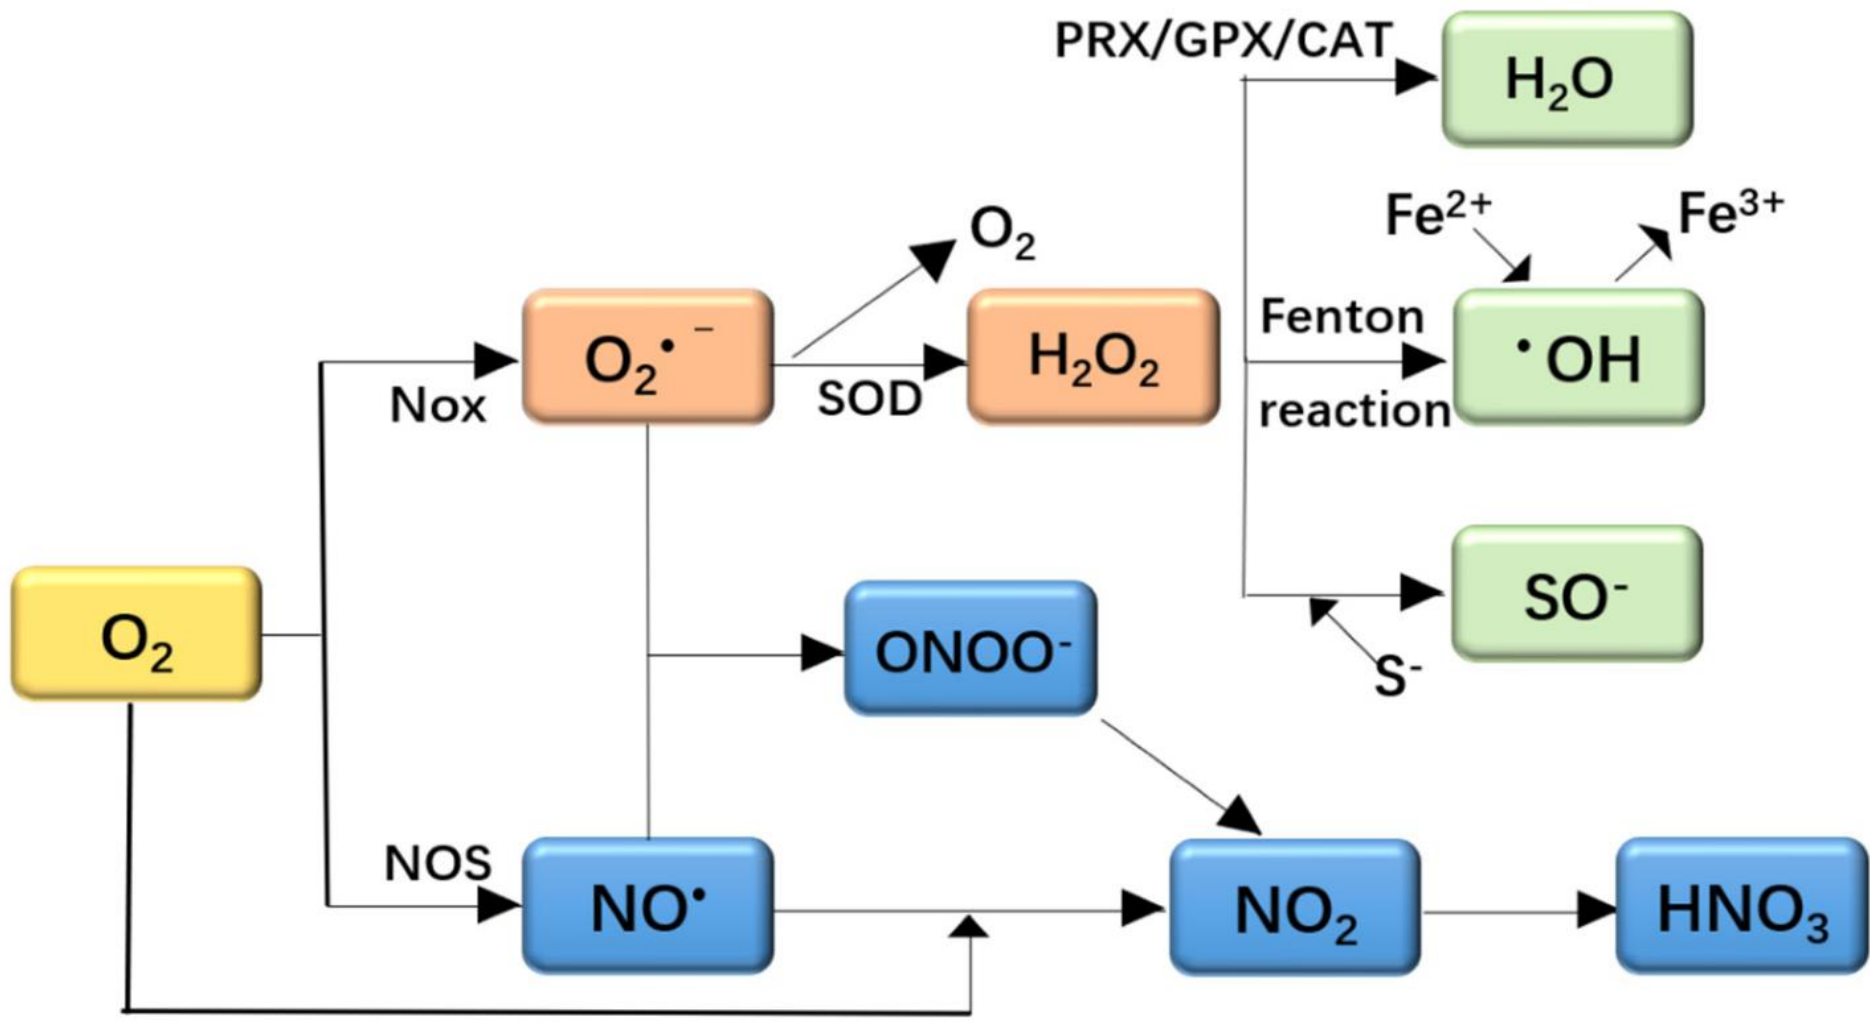 PRX/GPX/CAT
H₂O
Fe²⁺
Fe³⁺
O₂
O₂•⁻
H₂O₂
Fenton
reaction
•OH
Nox
SOD
O₂
ONOO⁻
SO⁻
S⁻
NOS
NO•
NO₂
HNO₃